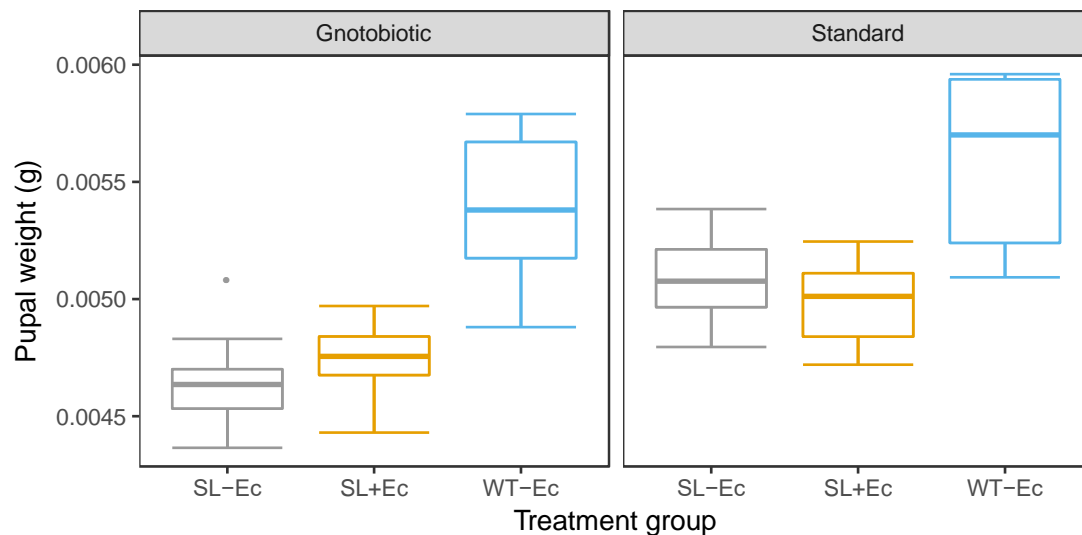 Gnotobiotic
Standard
Pupal weight (g)
0.0060
0.0055
0.0050
0.0045
SL−Ec
SL+Ec
WT−Ec
SL−Ec
SL+Ec
WT−Ec
Treatment group